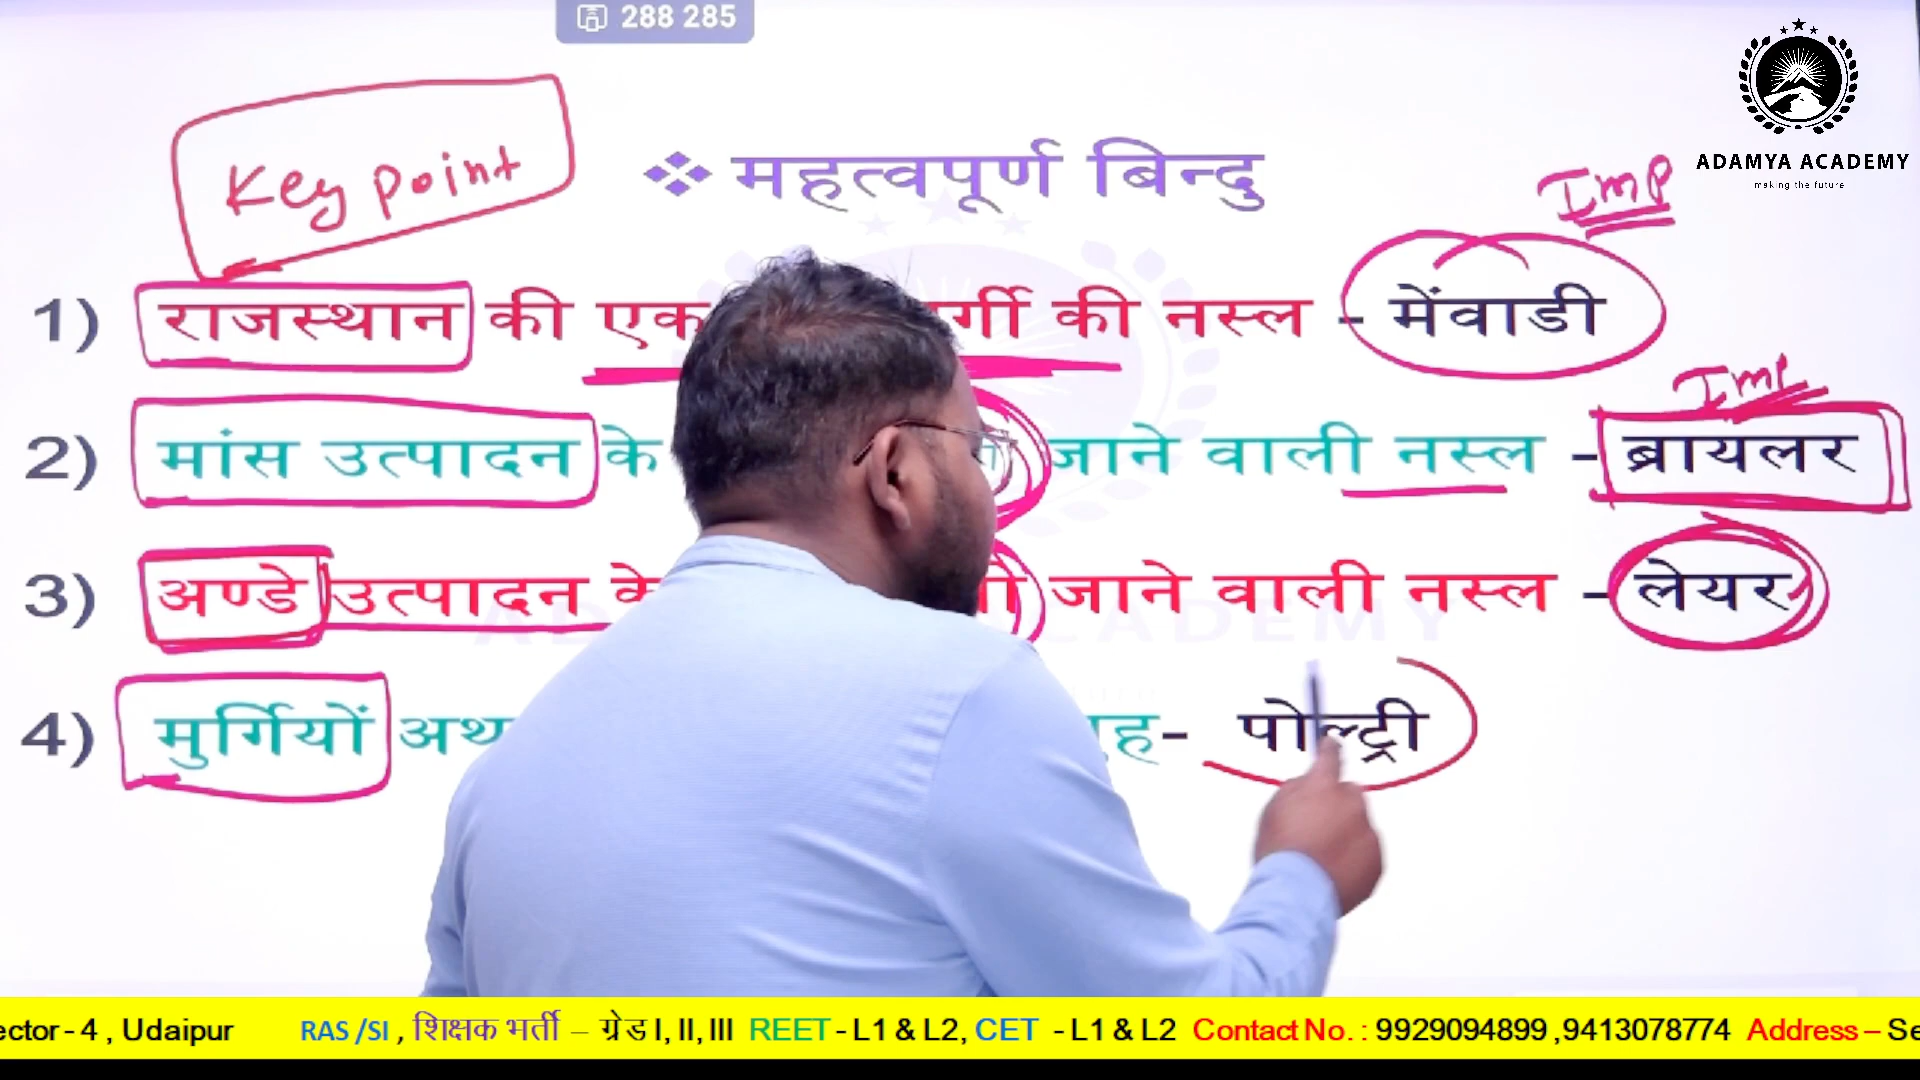 288 285
ADAMYA ACADEMY
making the future
Key point
❖ महत्वपूर्ण बिन्दु
Imp
1) राजस्थान की एक र्गी की नस्ल - मेंवाडी
Imp
2) मांस उत्पादन के जाने वाली नस्ल - ब्रायलर
3) अण्डे उत्पादन के जाने वाली नस्ल - लेयर
4) मुर्गियों अथ ह- पोल्ट्री
ector - 4 , Udaipur RAS /SI , शिक्षक भर्ती – ग्रेड I, II, III REET - L1 & L2, CET - L1 & L2 Contact No. : 9929094899 ,9413078774 Address – Se